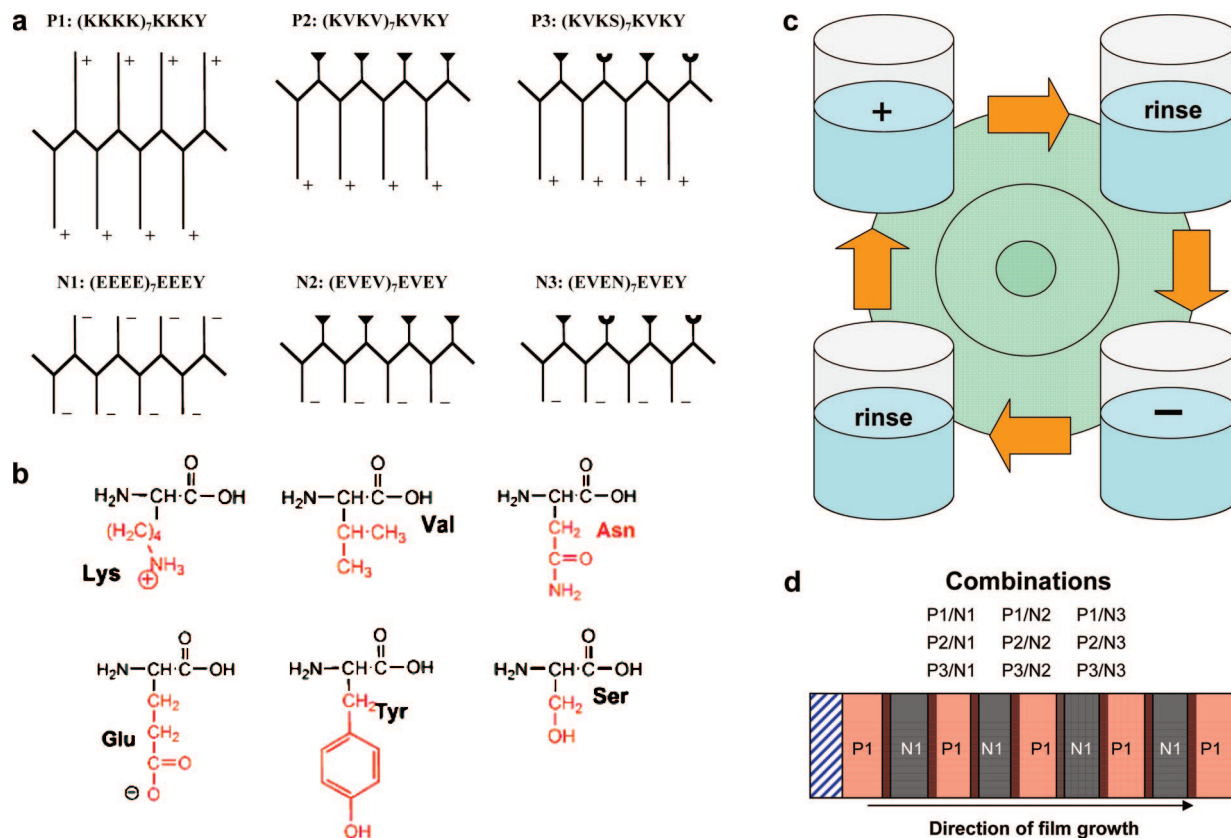 a
P1: (KKKK)₇KKKY
P2: (KVKV)₇KVKY
P3: (KVKS)₇KVKY
+ + + +
+ + + +
+ + + +
+ + + +
N1: (EEEE)₇EEEY
N2: (EVEV)₇EVEY
N3: (EVEN)₇EVEY
– – – –
– – – –
– – – –
– – – –
b
O
H₂N–CH·C–OH
(H₂C)₄
NH₃
+
Lys
O
H₂N–CH·C–OH
CH·CH₃
CH₃
Val
O
H₂N–CH·C–OH
CH₂
C=O
NH₂
Asn
O
H₂N–CH·C–OH
CH₂
CH₂
C=O
⊖ O
Glu
O
H₂N–CH·C–OH
CH₂
OH
Tyr
O
H₂N–CH·C–OH
CH₂
OH
Ser
c
+
rinse
rinse
–
d
Combinations
P1/N1 P1/N2 P1/N3
P2/N1 P2/N2 P2/N3
P3/N1 P3/N2 P3/N3
P1 N1 P1 N1 P1 N1 P1 N1 P1
Direction of film growth